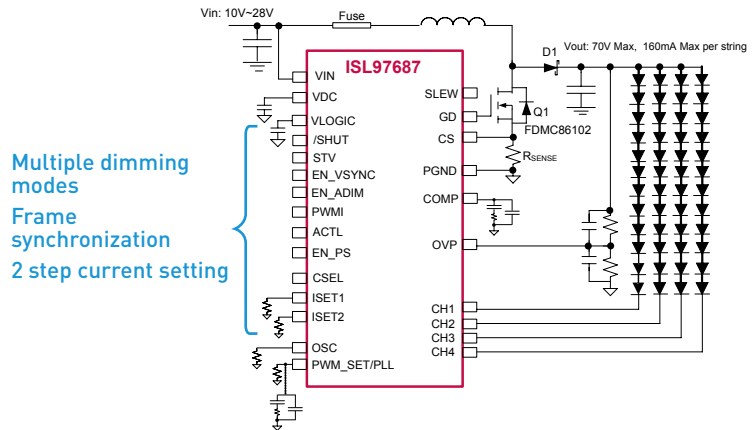 Vin: 10V~28V
Fuse
D1
Vout: 70V Max, 160mA Max per string
ISL97687
VIN
VDC
VLOGIC
/SHUT
STV
EN_VSYNC
EN_ADIM
PWMI
ACTL
EN_PS
CSEL
ISET1
ISET2
OSC
PWM_SET/PLL
SLEW
GD
CS
PGND
COMP
OVP
CH1
CH2
CH3
CH4
Q1
FDMC86102
RSENSE
Multiple dimming
modes
Frame
synchronization
2 step current setting